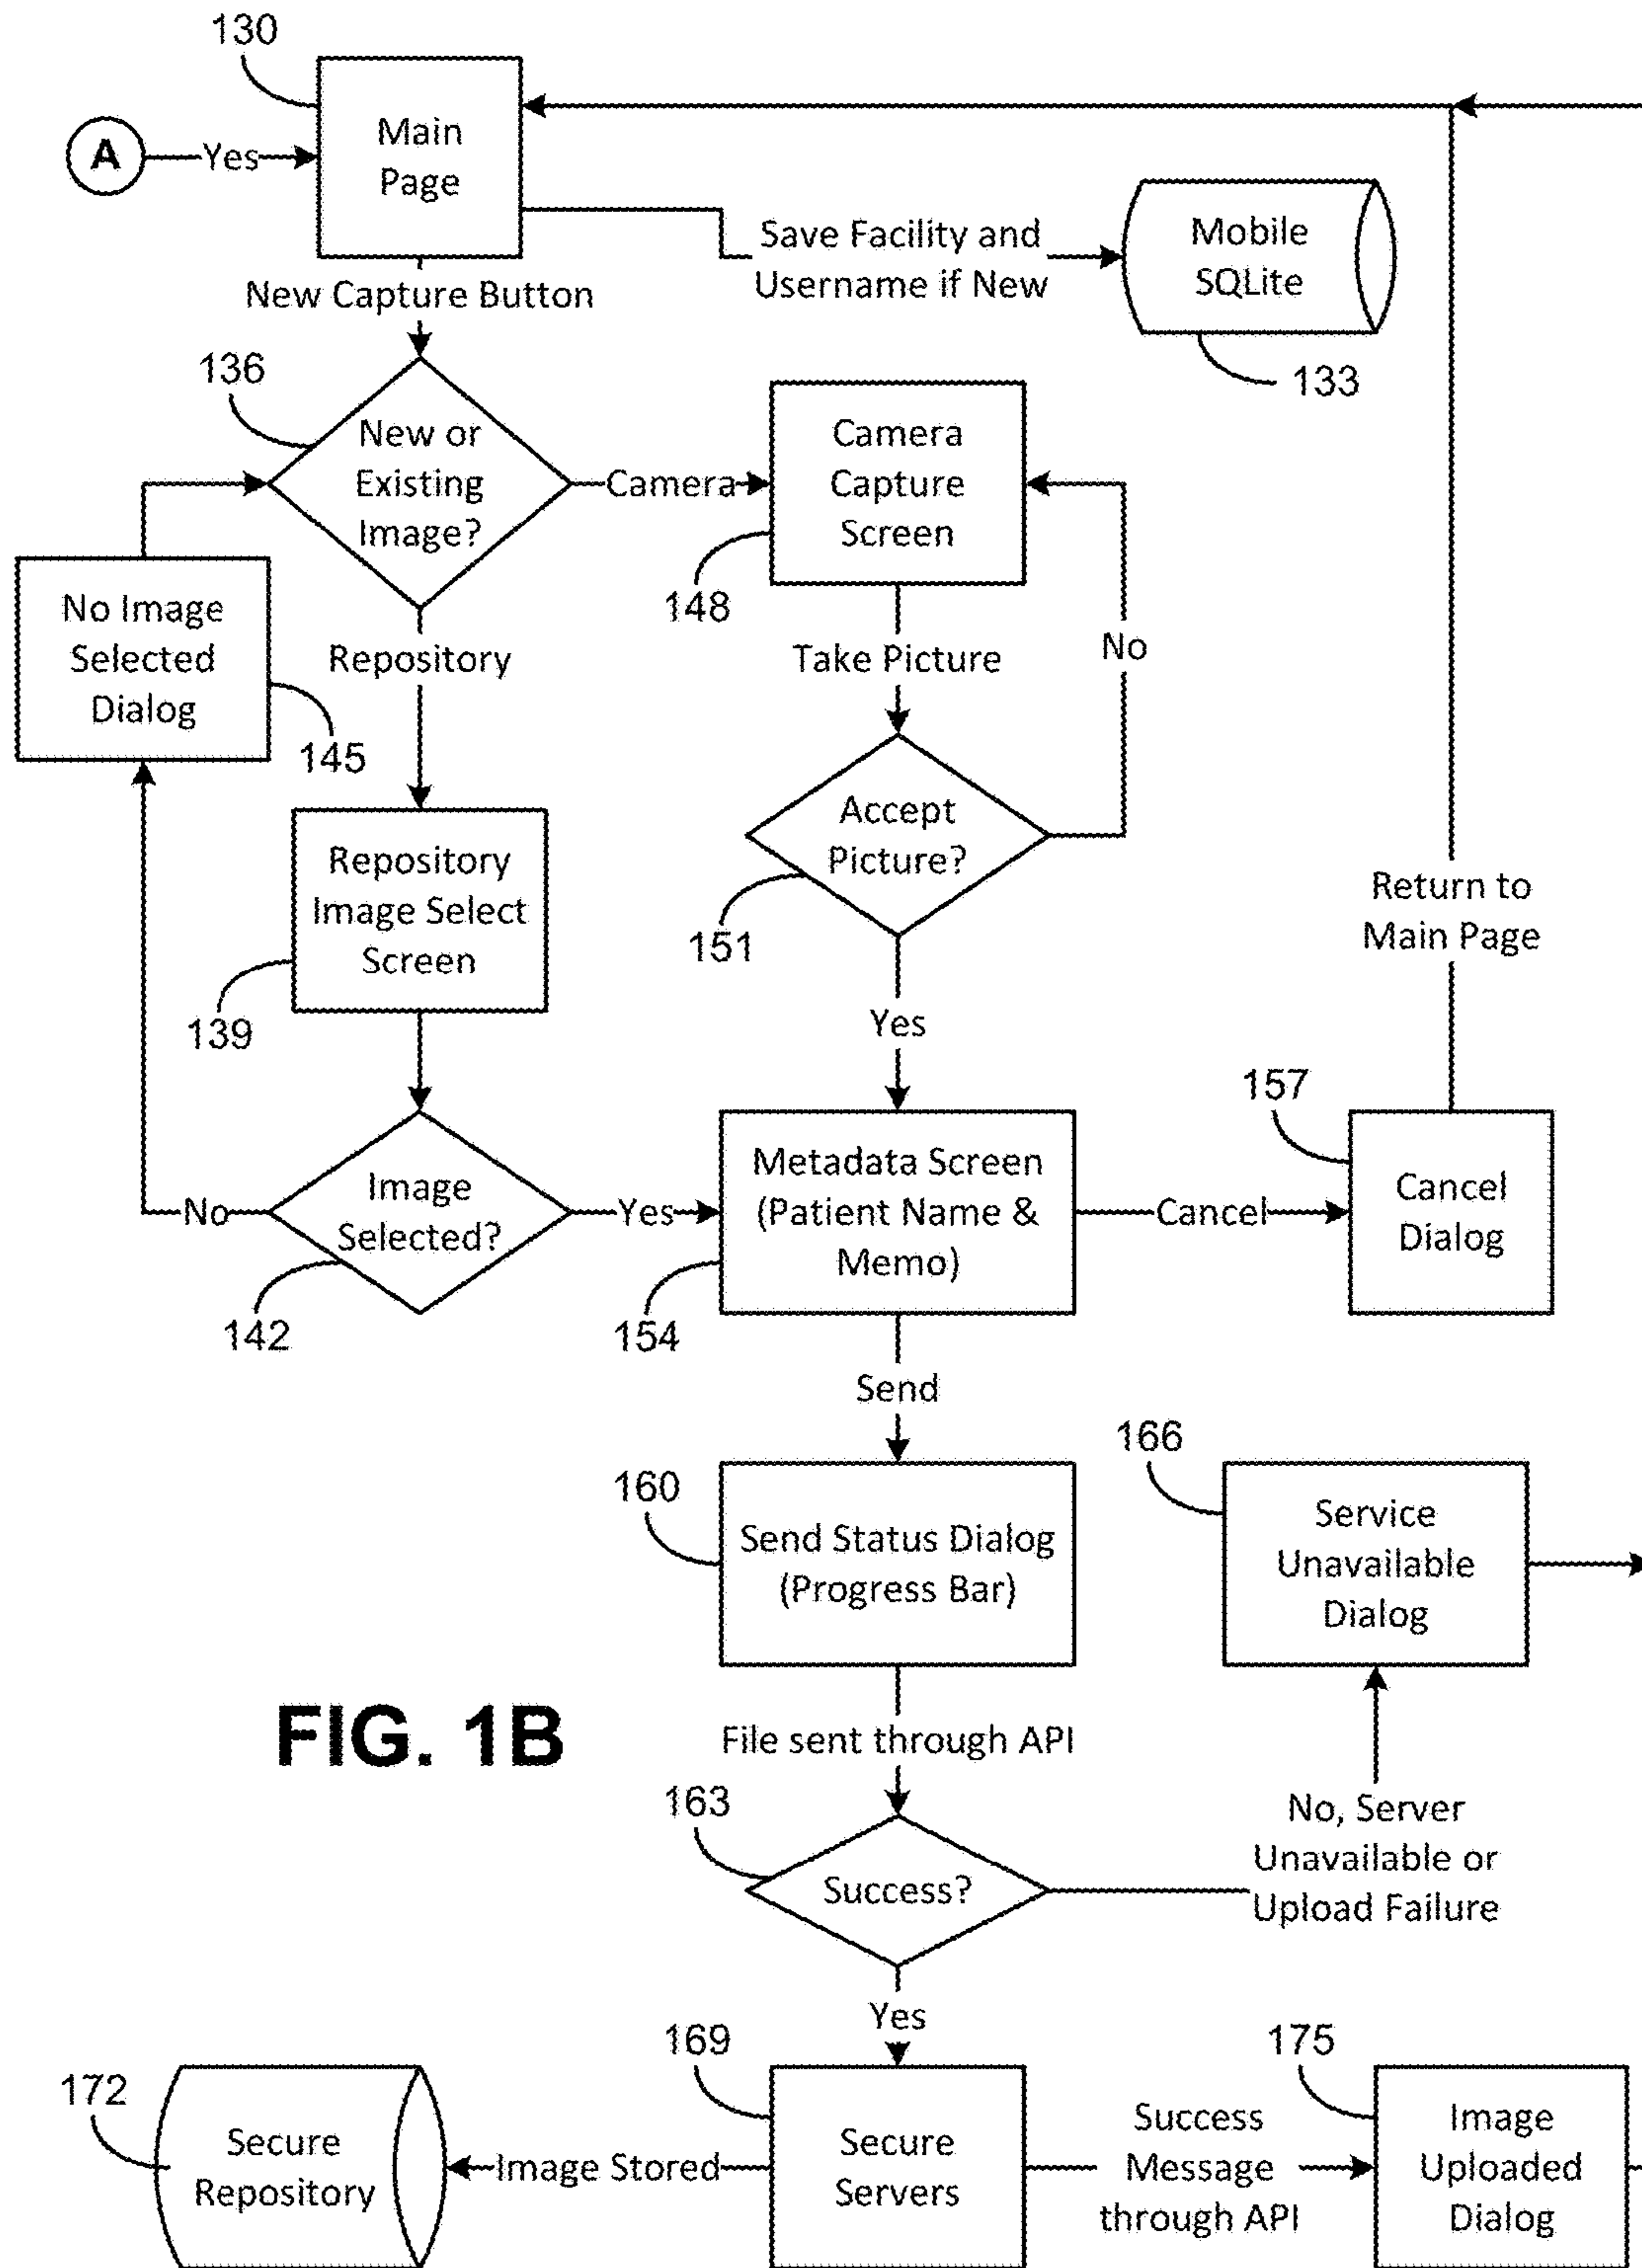 130
Main
Page
A
Yes
Save Facility and
Username if New
Mobile
SQLite
133
New Capture Button
136
New or
Existing
Image?
Camera
Camera
Capture
Screen
148
No Image
Selected
Dialog
145
Repository
Take Picture
No
Accept
Picture?
151
Repository
Image Select
Screen
139
Return to
Main Page
Yes
157
Image
Selected?
142
No
Yes
Metadata Screen
(Patient Name &
Memo)
154
Cancel
Cancel
Dialog
Send
160
Send Status Dialog
(Progress Bar)
166
Service
Unavailable
Dialog
FIG. 1B
File sent through API
163
Success?
No, Server
Unavailable or
Upload Failure
Yes
172
Secure
Repository
Image Stored
169
Secure
Servers
Success
Message
through API
175
Image
Uploaded
Dialog